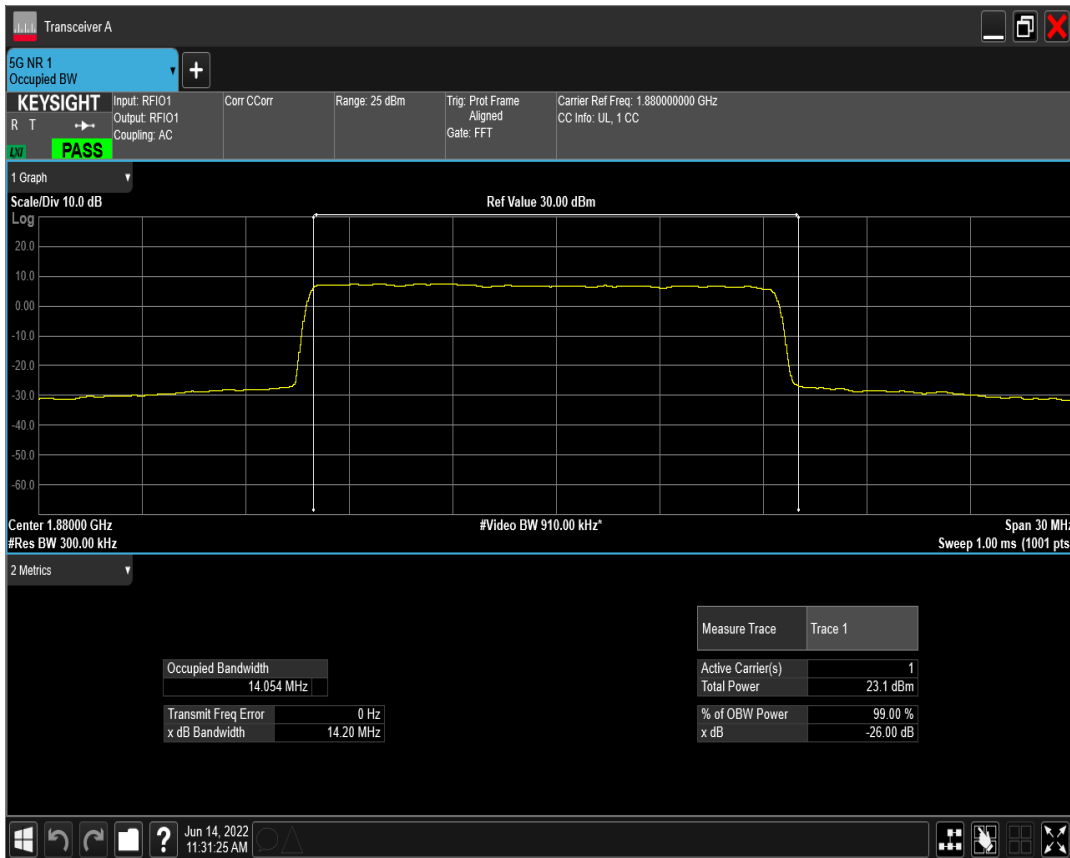 Transceiver A
5G NR 1
Occupied BW
KEYSIGHT
R T
LXI
PASS
Input: RFIO1
Output: RFIO1
Coupling: AC
Corr CCorr
Range: 25 dBm
Trig: Prot Frame
Aligned
Gate: FFT
Carrier Ref Freq: 1.880000000 GHz
CC Info: UL, 1 CC
1 Graph
Scale/Div 10.0 dB
Ref Value 30.00 dBm
Log
20.0
10.0
0.00
-10.0
-20.0
-30.0
-40.0
-50.0
-60.0
Center 1.88000 GHz
#Video BW 910.00 kHz*
Span 30 MHz
#Res BW 300.00 kHz
Sweep 1.00 ms (1001 pts
2 Metrics
Measure Trace Trace 1
Occupied Bandwidth
14.054 MHz
Active Carrier(s) 1
Total Power 23.1 dBm
Transmit Freq Error 0 Hz
x dB Bandwidth 14.20 MHz
% of OBW Power 99.00 %
x dB -26.00 dB
?
Jun 14, 2022
11:31:25 AM